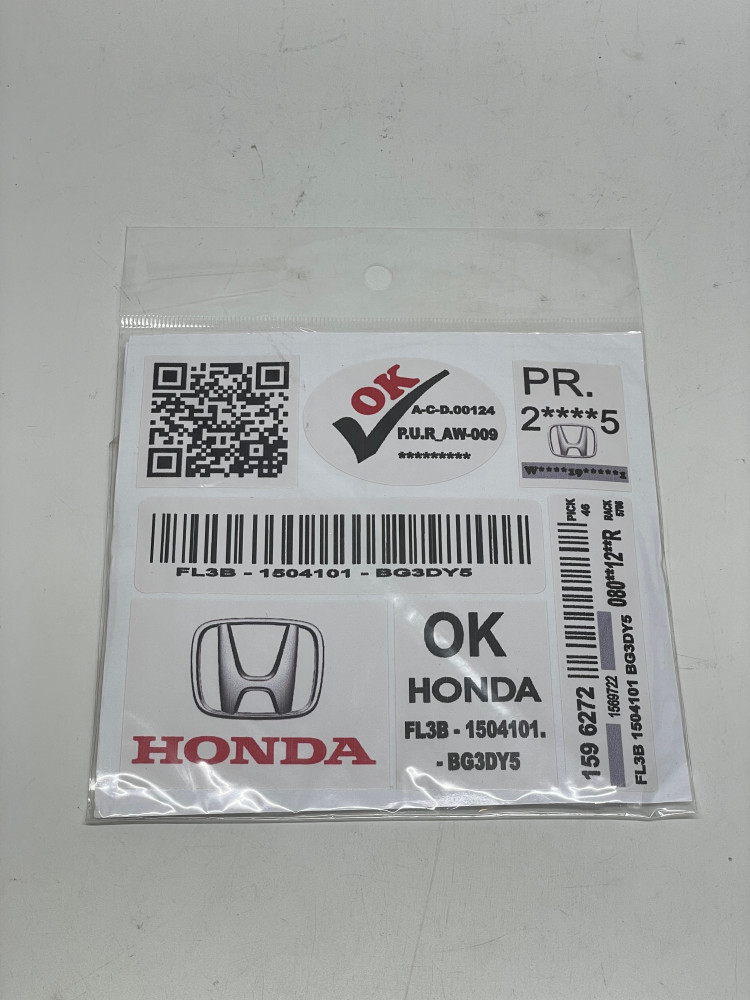 OK
A-C-D.00124
P.U.R_AW-009
*********
PR.
2****5
W****19*****1
FL3B - 1504101 - BG3DY5
HONDA
OK
HONDA
FL3B - 1504101.
- BG3DY5
PICK
46
RACK
5706
159 6272
1569722
080**12**R
FL3B 1504101 BG3DY5